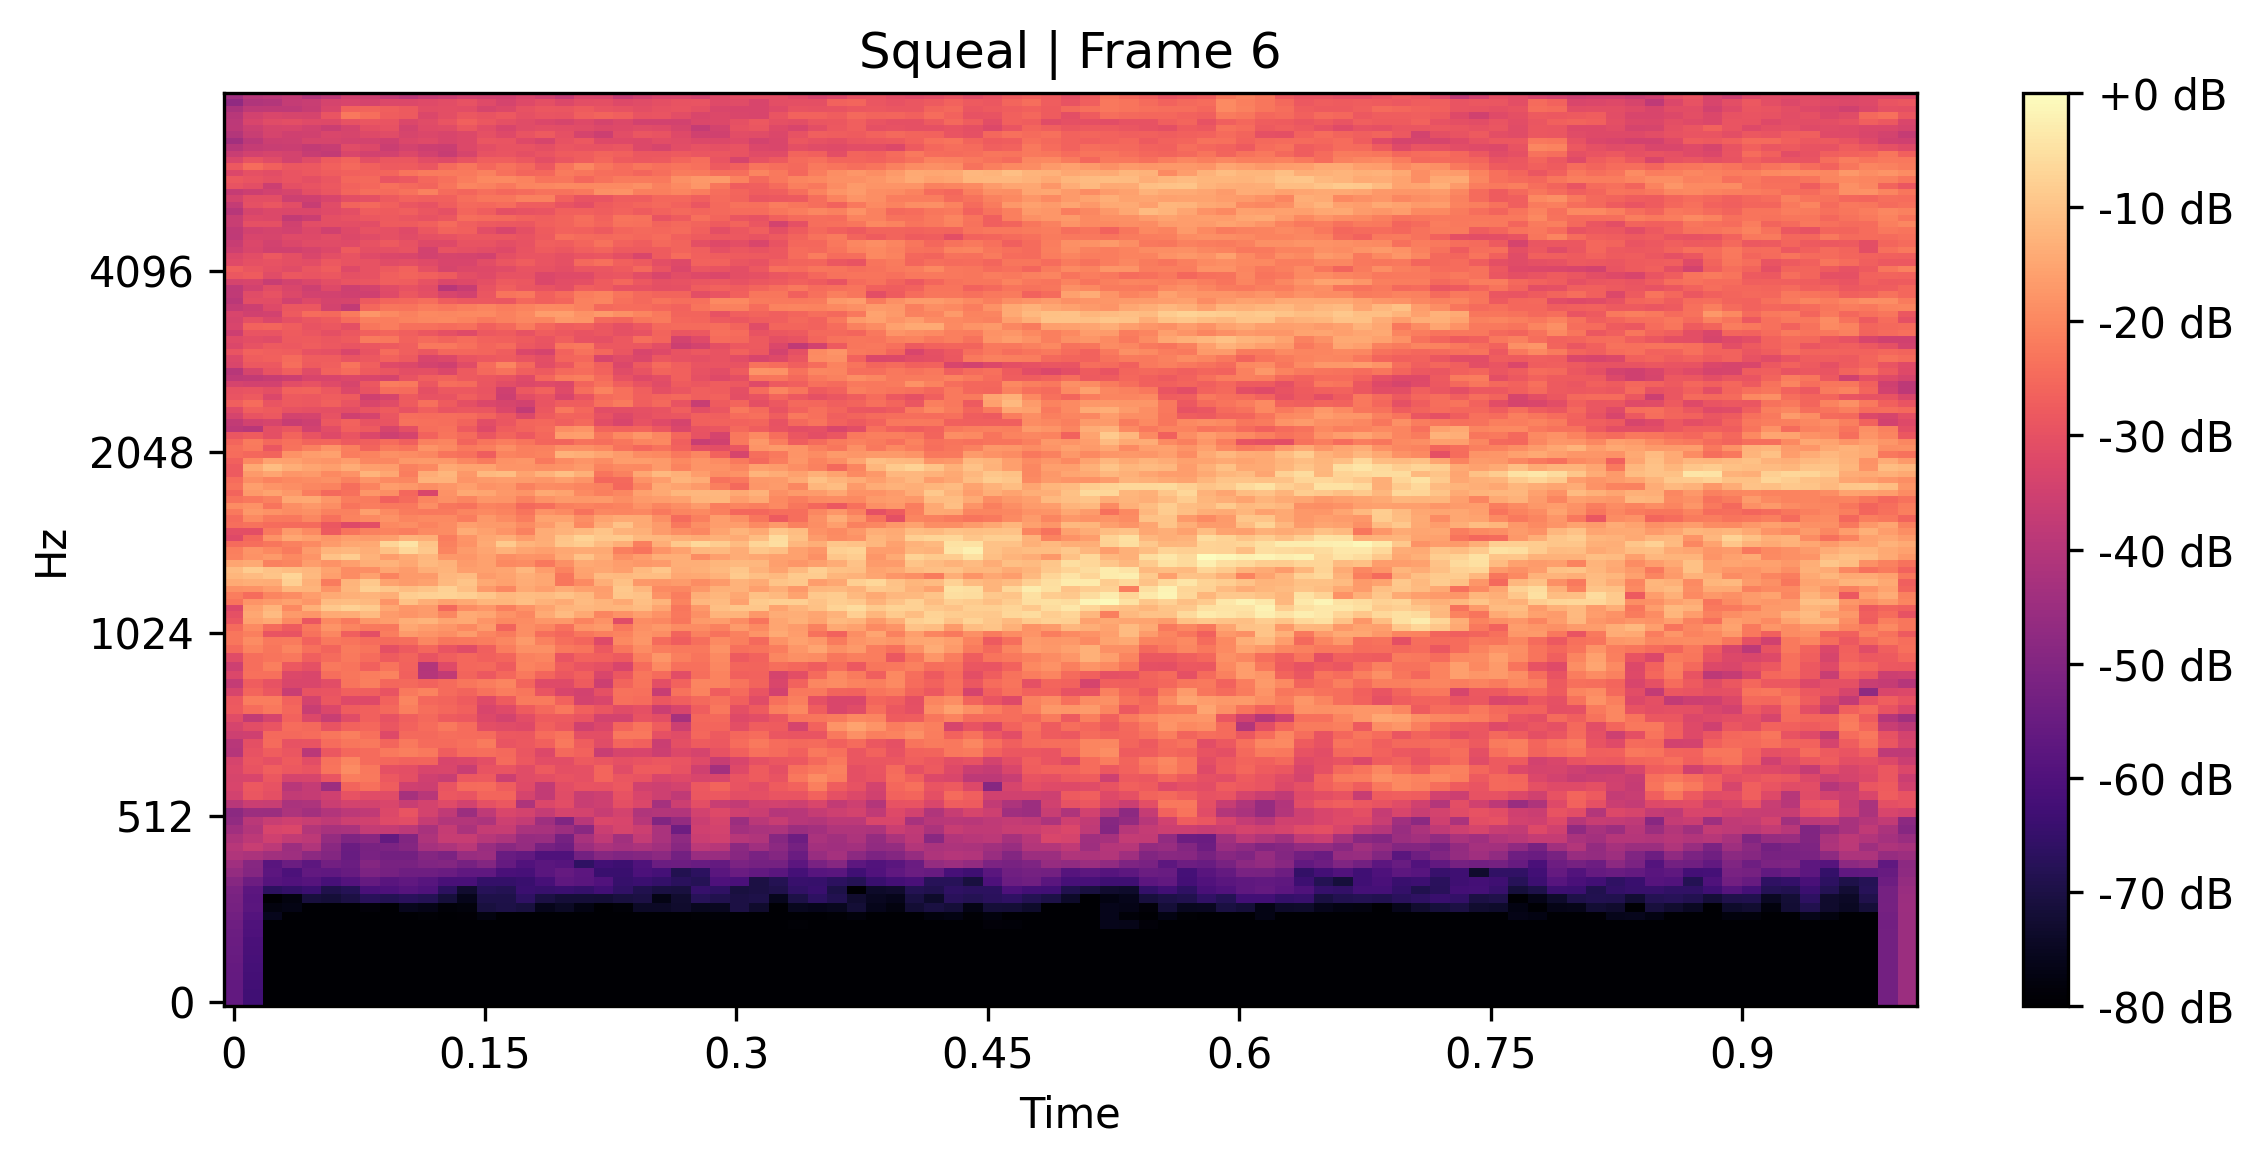 Squeal | Frame 6
+0 dB
-10 dB
-20 dB
-30 dB
-40 dB
-50 dB
-60 dB
-70 dB
-80 dB
4096
2048
1024
512
0
Hz
0 0.15 0.3 0.45 0.6 0.75 0.9
Time